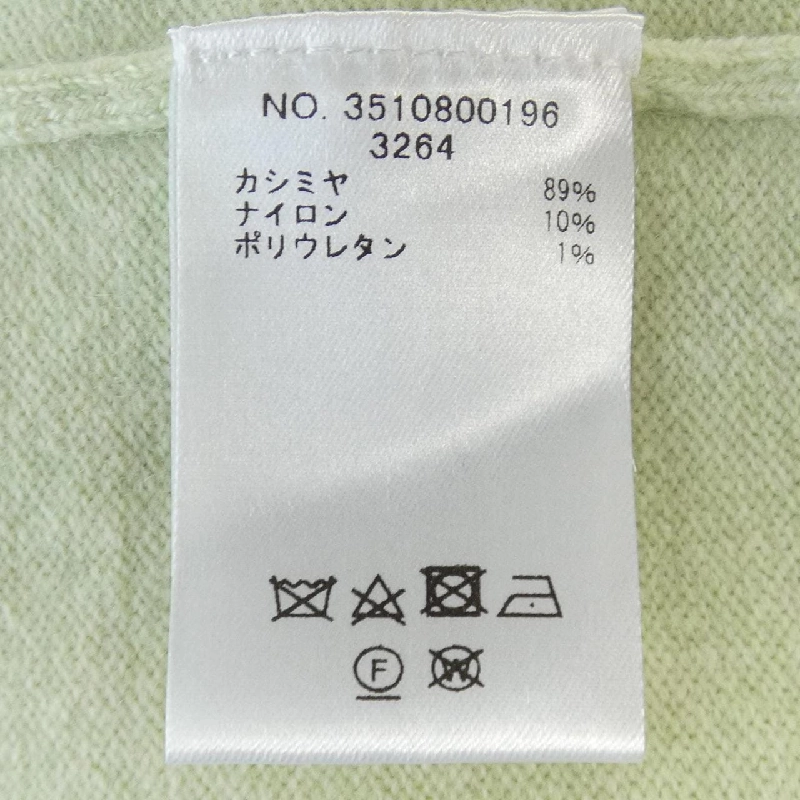 NO. 3510800196
3264
カシミヤ 89%
ナイロン 10%
ポリウレタン 1%
F W